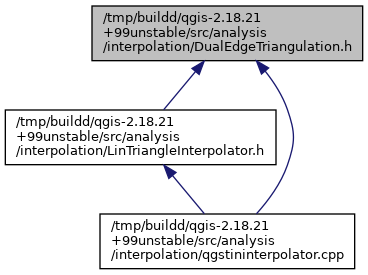 /tmp/buildd/qgis-2.18.21
+99unstable/src/analysis
/interpolation/DualEdgeTriangulation.h
/tmp/buildd/qgis-2.18.21
+99unstable/src/analysis
/interpolation/LinTriangleInterpolator.h
/tmp/buildd/qgis-2.18.21
+99unstable/src/analysis
/interpolation/qgstininterpolator.cpp